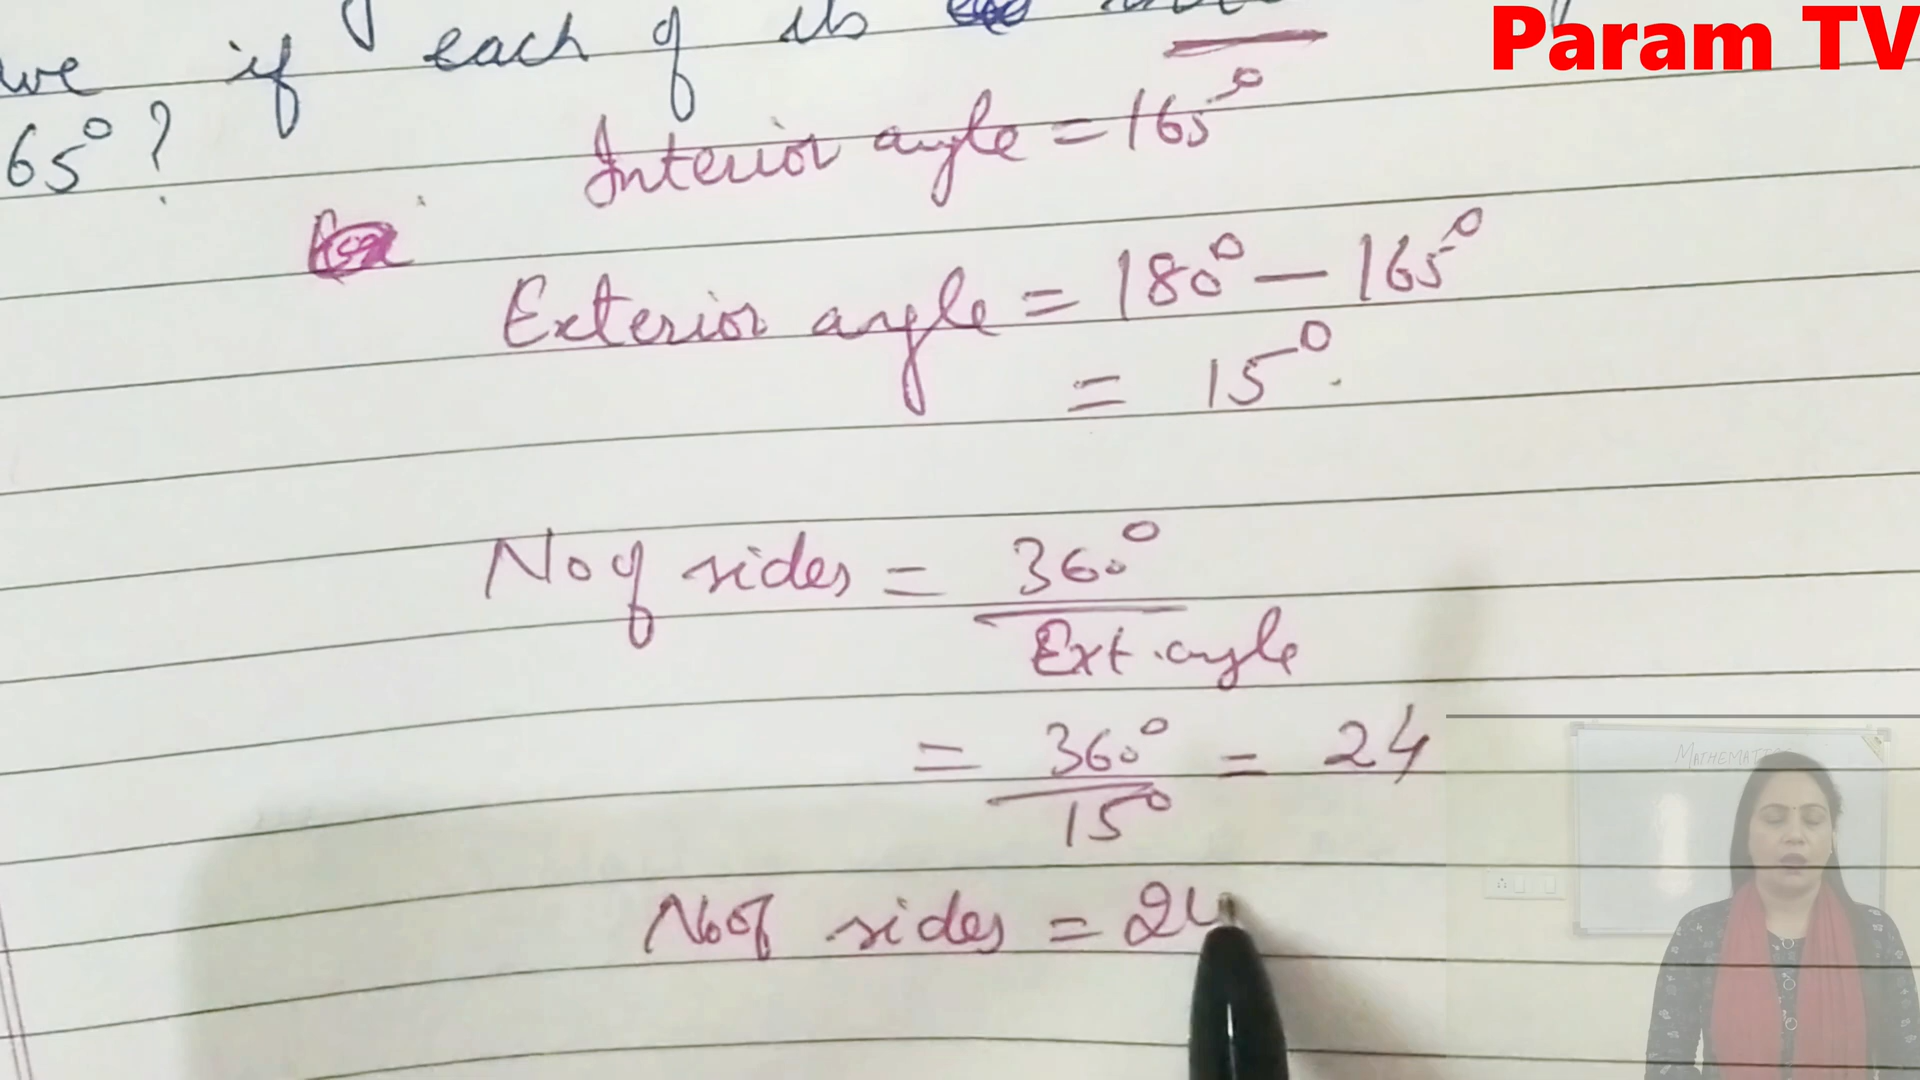 Param TV
we if each of its
65°?
Interior angle = 165°
Exterior angle = 180° - 165°
= 15°.
No of sides = 360°
Ext. angle
= 360° = 24
15°
No of sides = 24